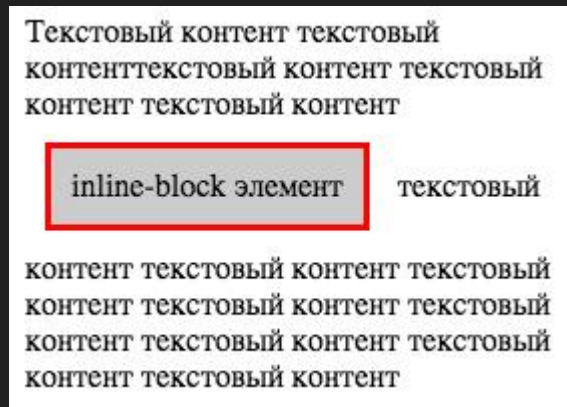 Текстовый контент текстовый
контенттекстовый контент текстовый
контент текстовый контент
inline-block элемент текстовый
контент текстовый контент текстовый
контент текстовый контент текстовый
контент текстовый контент текстовый
контент текстовый контент